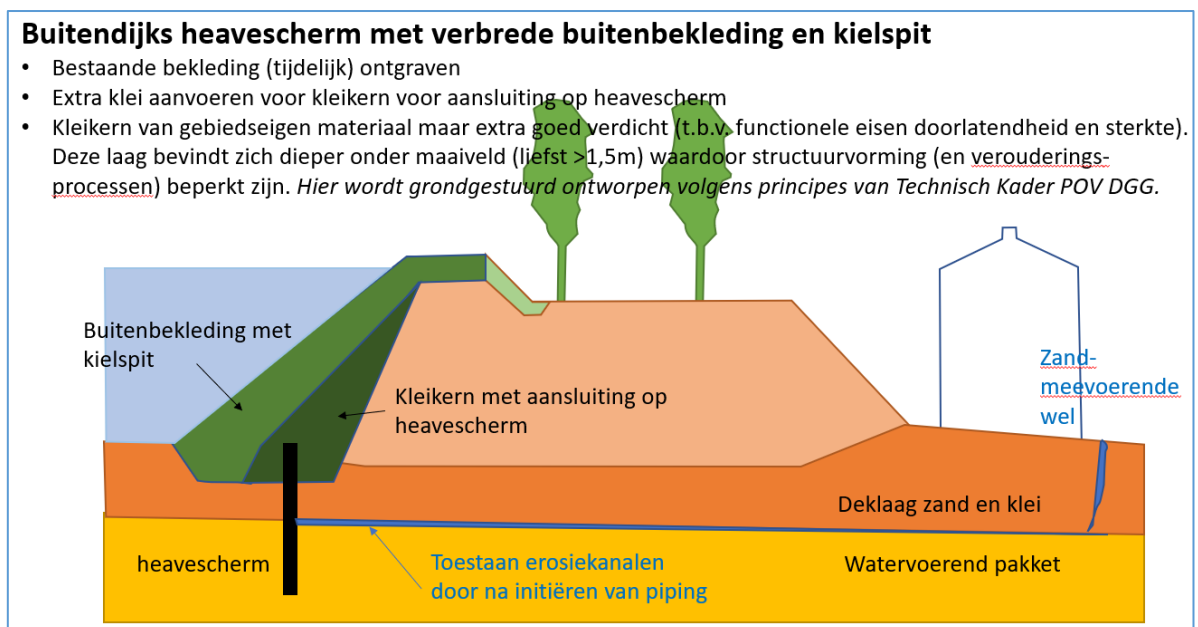 Buitendijks heavescherm met verbrede buitenbekleding en kielspit
• Bestaande bekleding (tijdelijk) ontgraven
• Extra klei aanvoeren voor kleikern voor aansluiting op heavescherm
• Kleikern van gebiedseigen materiaal maar extra goed verdicht (t.b.v. functionele eisen doorlatendheid en sterkte).
Deze laag bevindt zich dieper onder maaiveld (liefst >1,5m) waardoor structuurvorming (en verouderings-
processen) beperkt zijn. Hier wordt grondgestuurd ontworpen volgens principes van Technisch Kader POV DGG.
Buitenbekleding met
kielspit
Kleikern met aansluiting op
heavescherm
Zand-
meevoerende
wel
Deklaag zand en klei
heavescherm
Toestaan erosiekanalen
door na initiëren van piping
Watervoerend pakket